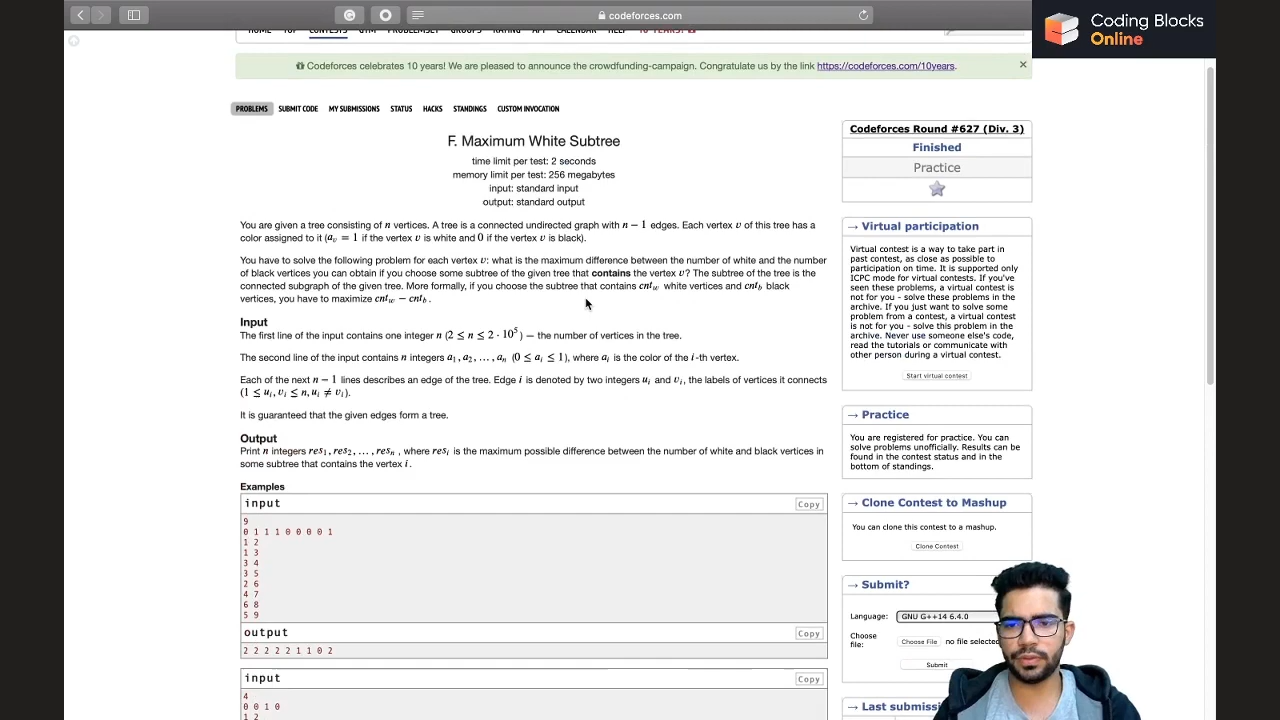 codeforces.com
Coding Blocks
Online
HOME TOP CONTESTS GYM PROBLEMSET GROUPS RATING API CALENDAR HELP 10 YEARS!
Codeforces celebrates 10 years! We are pleased to announce the crowdfunding-campaign. Congratulate us by the link https://codeforces.com/10years.
PROBLEMS SUBMIT CODE MY SUBMISSIONS STATUS HACKS STANDINGS CUSTOM INVOCATION
F. Maximum White Subtree
time limit per test: 2 seconds
memory limit per test: 256 megabytes
input: standard input
output: standard output
You are given a tree consisting of n vertices. A tree is a connected undirected graph with n − 1 edges. Each vertex v of this tree has a
color assigned to it (a_v = 1 if the vertex v is white and 0 if the vertex v is black).
You have to solve the following problem for each vertex v: what is the maximum difference between the number of white and the number
of black vertices you can obtain if you choose some subtree of the given tree that contains the vertex v? The subtree of the tree is the
connected subgraph of the given tree. More formally, if you choose the subtree that contains cnt_w white vertices and cnt_b black
vertices, you have to maximize cnt_w − cnt_b.
Input
The first line of the input contains one integer n (2 ≤ n ≤ 2 · 10^5) — the number of vertices in the tree.
The second line of the input contains n integers a_1, a_2, … , a_n (0 ≤ a_i ≤ 1), where a_i is the color of the i-th vertex.
Each of the next n − 1 lines describes an edge of the tree. Edge i is denoted by two integers u_i and v_i, the labels of vertices it connects
(1 ≤ u_i, v_i ≤ n, u_i ≠ v_i).
It is guaranteed that the given edges form a tree.
Output
Print n integers res_1, res_2, … , res_n, where res_i is the maximum possible difference between the number of white and black vertices in
some subtree that contains the vertex i.
Examples
input
Copy
9
0 1 1 1 0 0 0 0 1
1 2
1 3
3 4
3 5
2 6
4 7
6 8
5 9
output
Copy
2 2 2 2 2 1 1 0 2
input
Copy
4
0 0 1 0
1 2
Codeforces Round #627 (Div. 3)
Finished
Practice
→ Virtual participation
Virtual contest is a way to take part in
past contest, as close as possible to
participation on time. It is supported only
ICPC mode for virtual contests. If you've
seen these problems, a virtual contest
is not for you - solve these problems in the
archive. If you just want to solve some
problem from a contest, a virtual contest
is not for you - solve this problem in the
archive. Never use someone else's code,
read the tutorials or communicate with
other person during a virtual contest.
Start virtual contest
→ Practice
You are registered for practice. You can
solve problems unofficially. Results can be
found in the contest status and in the
bottom of standings.
→ Clone Contest to Mashup
You can clone this contest to a mashup.
Clone Contest
→ Submit?
Language: GNU G++14 6.4.0
Choose
file: Choose File no file selected
Submit
→ Last submissi